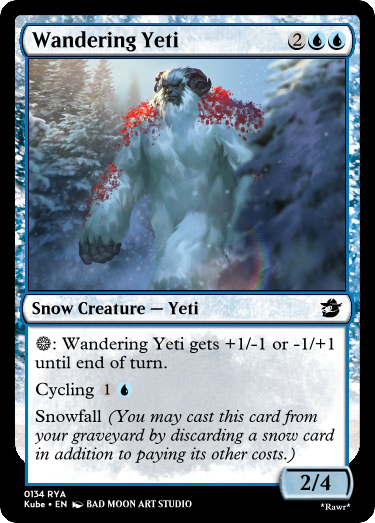 Wandering Yeti 2
Snow Creature — Yeti
: Wandering Yeti gets +1/-1 or -1/+1
until end of turn.
Cycling 1
Snowfall (You may cast this card from
your graveyard by discarding a snow card
in addition to paying its other costs.)
2/4
0134 RYA
Kube • EN BAD MOON ART STUDIO
*Rawr*